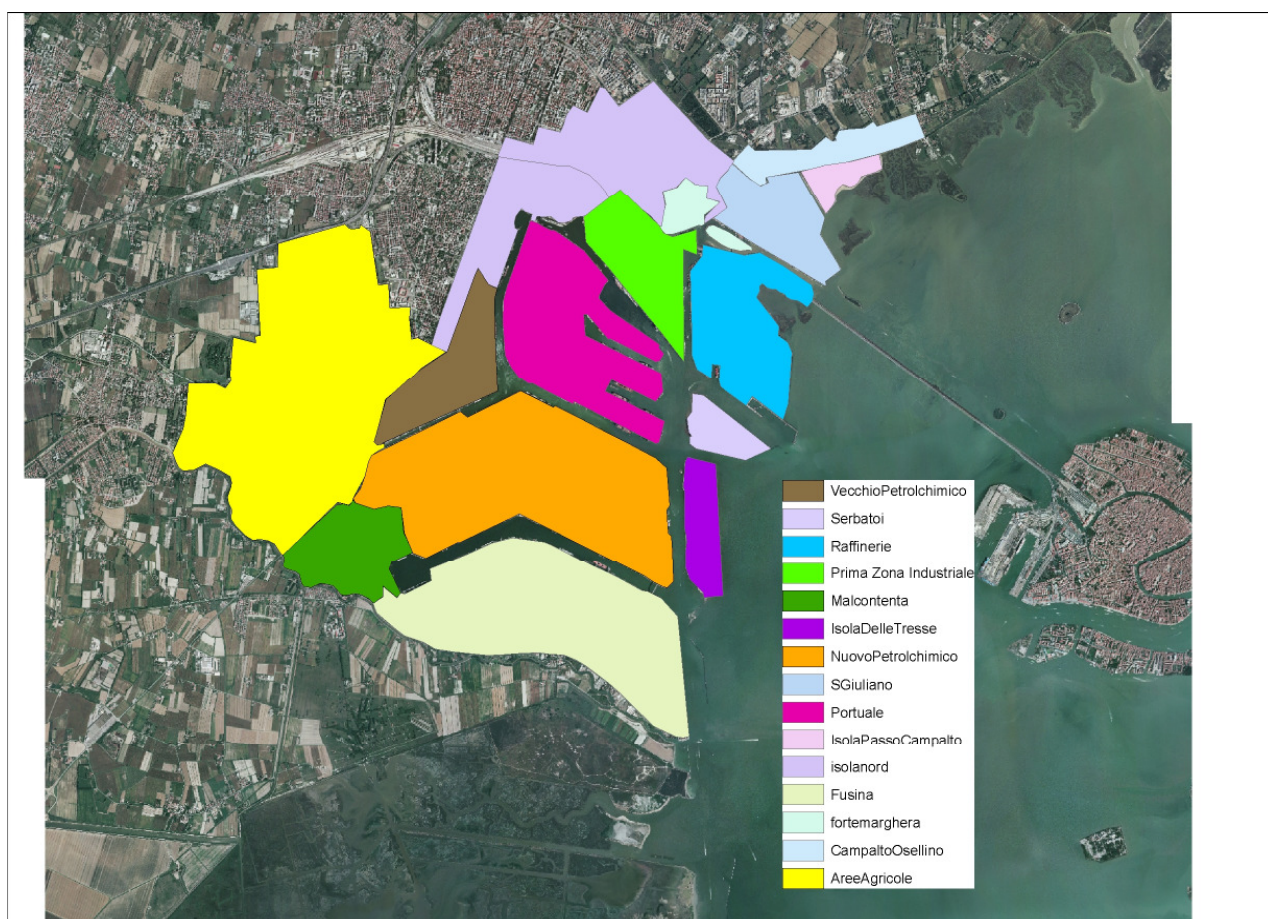 VecchioPetrolchimico
Serbatoi
Raffinerie
Prima Zona Industriale
Malcontenta
IsolaDelleTresse
NuovoPetrolchimico
SGiuliano
Portuale
IsolaPassoCampalto
isolanord
Fusina
fortemarghera
CampaltoOsellino
AreeAgricole